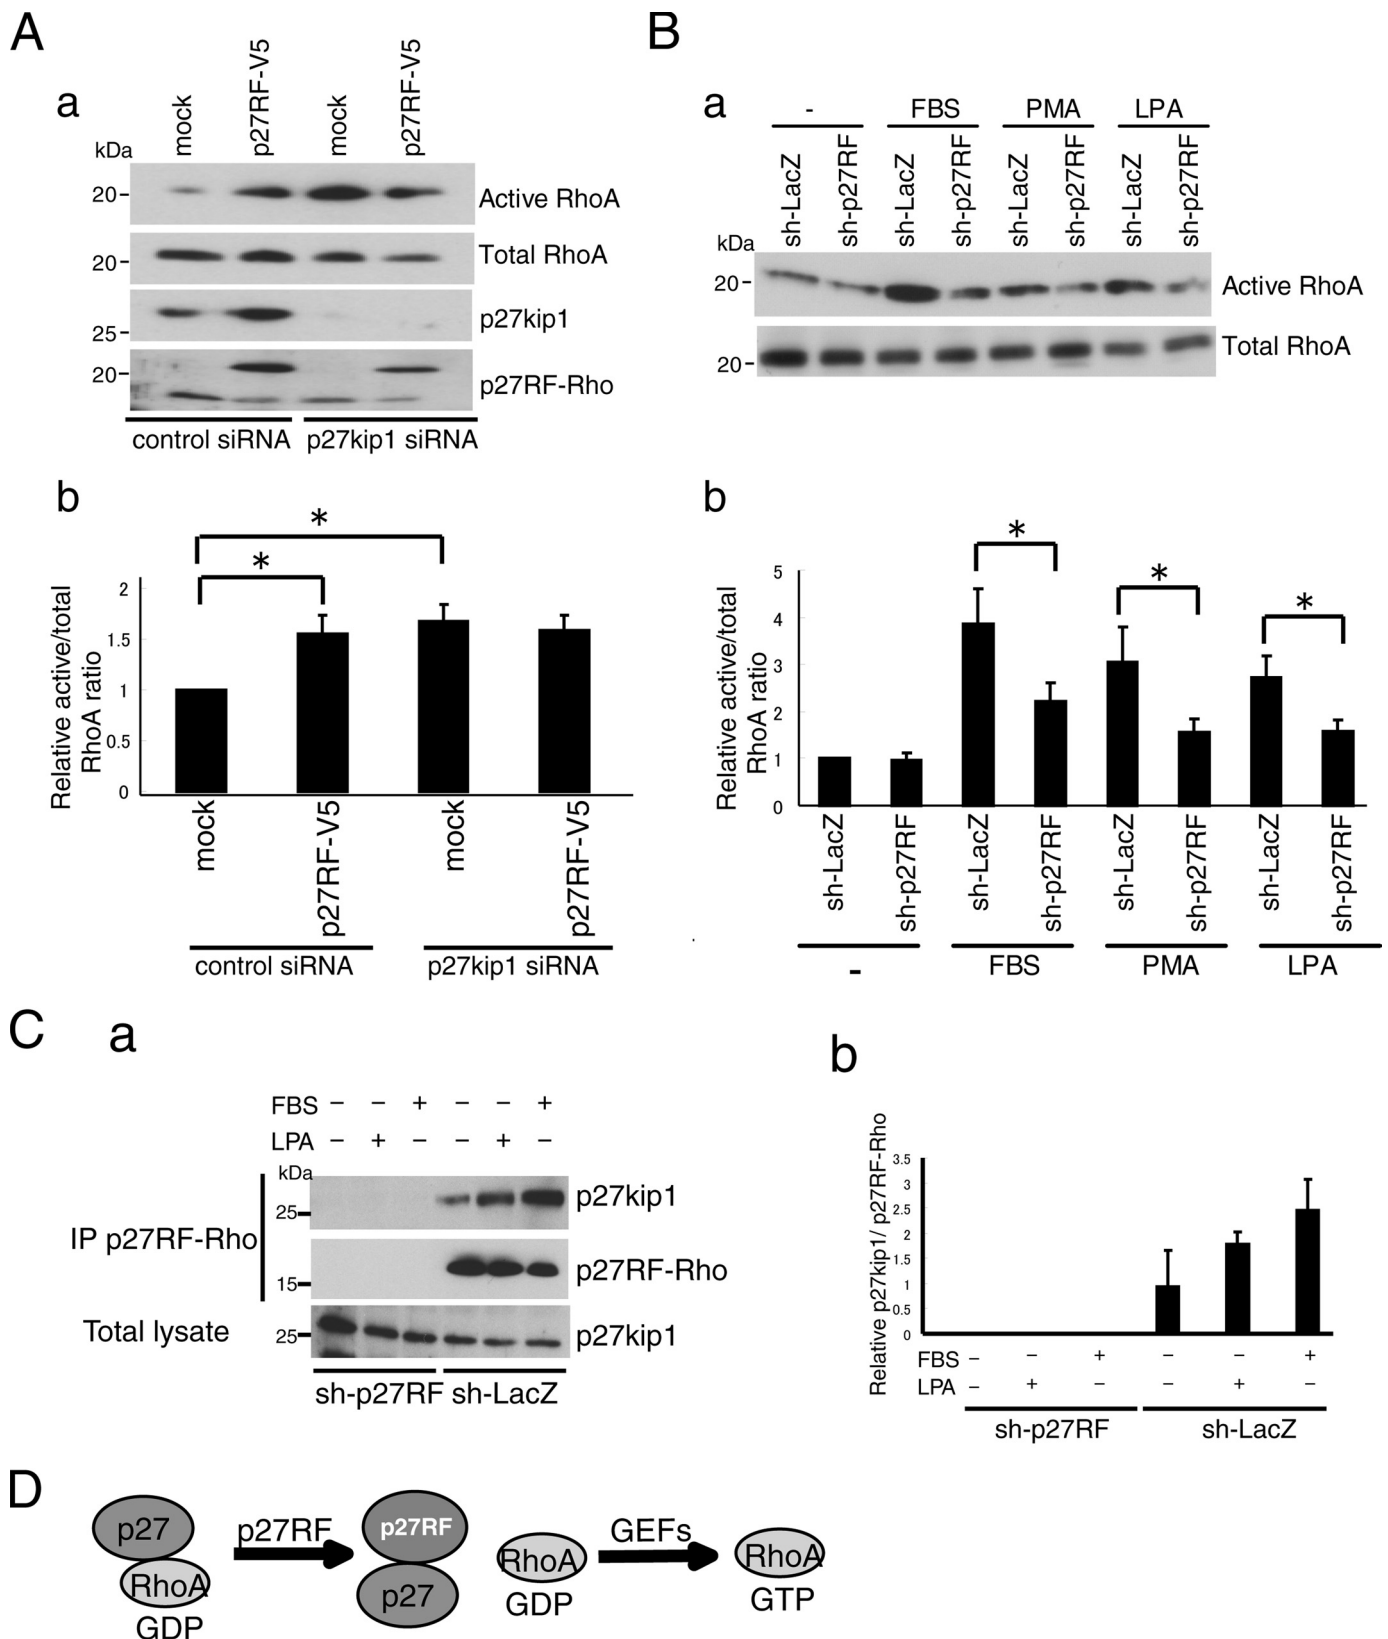 A
a
mock
p27RF-V5
mock
p27RF-V5
kDa
20
Active RhoA
20
Total RhoA
25
p27kip1
20
p27RF-Rho
control siRNA
p27kip1 siRNA
b
*
*
Relative active/total
RhoA ratio
2
1.5
1
0.5
0
mock
p27RF-V5
mock
p27RF-V5
control siRNA
p27kip1 siRNA
B
a
- FBS PMA LPA
sh-LacZ
sh-p27RF
sh-LacZ
sh-p27RF
sh-LacZ
sh-p27RF
sh-LacZ
sh-p27RF
kDa
20
Active RhoA
20
Total RhoA
b
*
*
*
Relative active/total
RhoA ratio
5
4
3
2
1
0
sh-LacZ
sh-p27RF
sh-LacZ
sh-p27RF
sh-LacZ
sh-p27RF
sh-LacZ
sh-p27RF
- FBS PMA LPA
C
a
FBS − − + − − +
LPA − + − − + −
kDa
IP p27RF-Rho
25
p27kip1
15
p27RF-Rho
Total lysate
25
p27kip1
sh-p27RF sh-LacZ
b
Relative p27kip1/ p27RF-Rho
3.5
3
2.5
2
1.5
1
0.5
0
FBS − − + − − +
LPA − + − − + −
sh-p27RF sh-LacZ
D
p27
RhoA
GDP
p27RF
p27RF
p27
RhoA
GDP
GEFs
RhoA
GTP